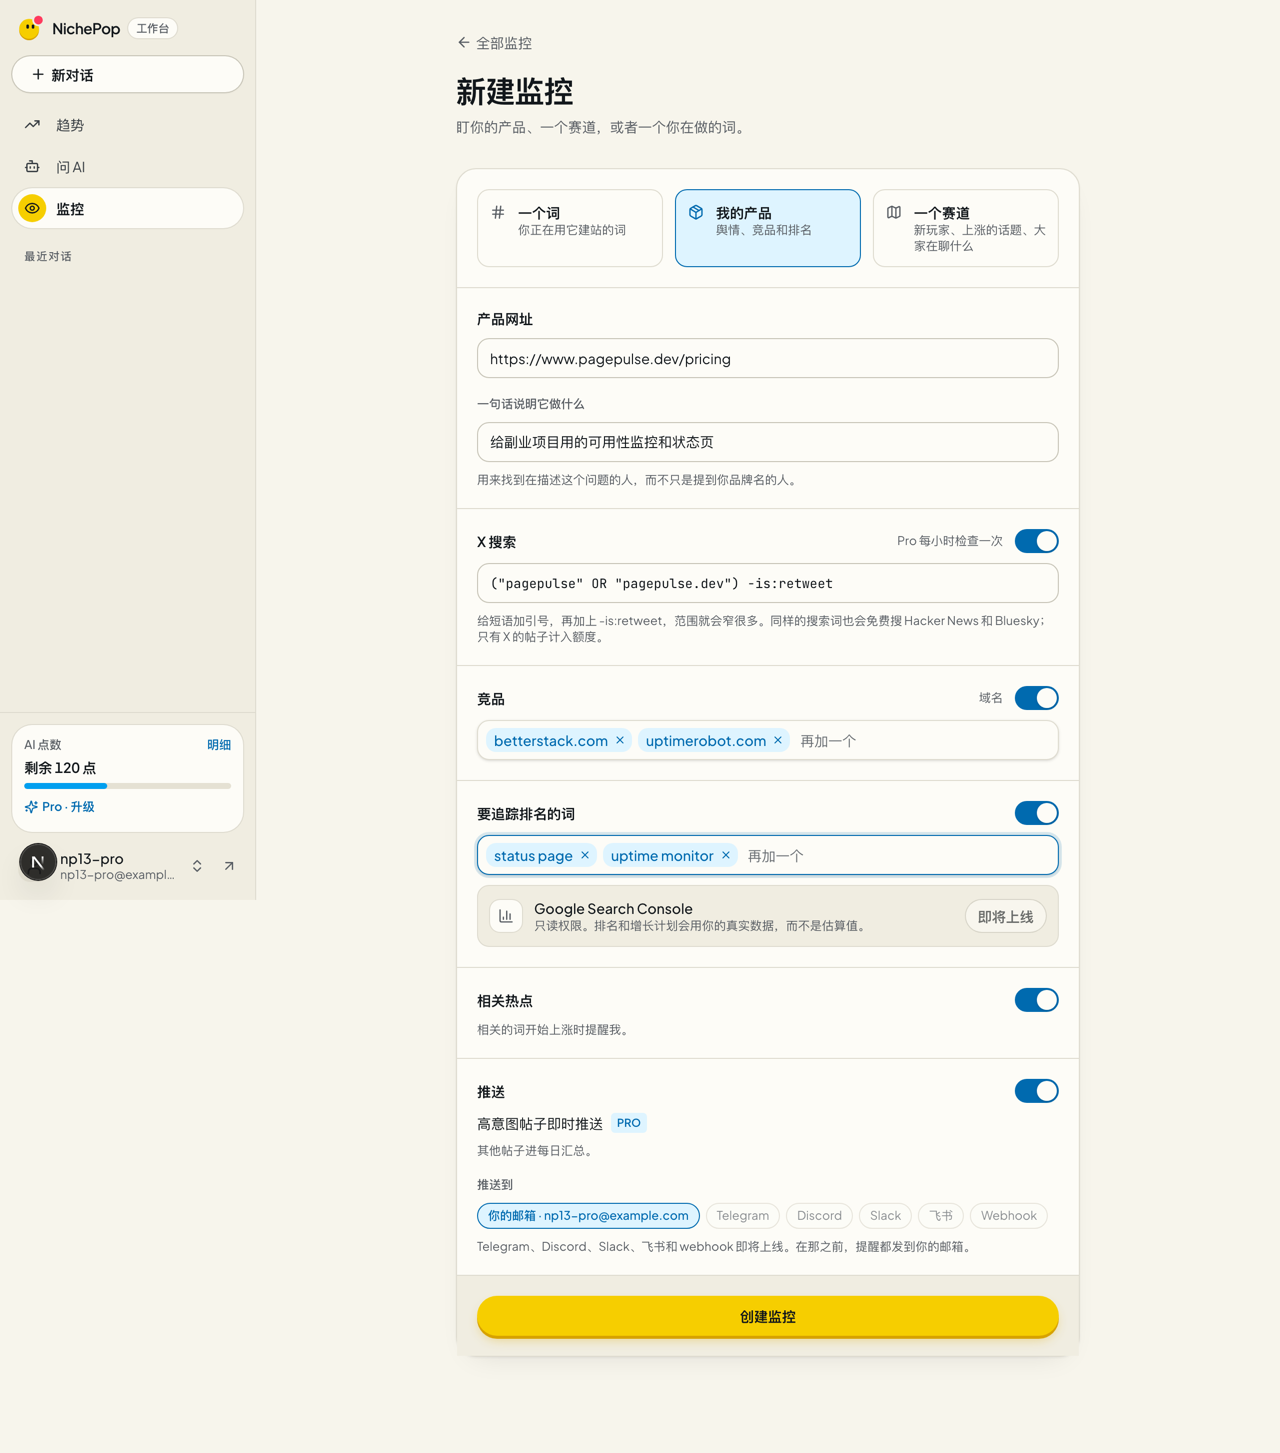 NichePop 工作台
新对话
趋势
问 AI
监控
最近对话
AI 点数 明细
剩余 120 点
Pro · 升级
N
np13-pro
np13-pro@exampl...
全部监控
新建监控
盯你的产品、一个赛道，或者一个你在做的词。
一个词
你正在用它建站的词
我的产品
舆情、竞品和排名
一个赛道
新玩家、上涨的话题、大
家在聊什么
产品网址
https://www.pagepulse.dev/pricing
一句话说明它做什么
给副业项目用的可用性监控和状态页
用来找到在描述这个问题的人，而不只是提到你品牌名的人。
X 搜索 Pro 每小时检查一次
("pagepulse" OR "pagepulse.dev") -is:retweet
给短语加引号，再加上 -is:retweet，范围就会窄很多。同样的搜索词也会免费搜 Hacker News 和 Bluesky；
只有 X 的帖子计入额度。
竞品 域名
betterstack.com × uptimerobot.com × 再加一个
要追踪排名的词
status page × uptime monitor × 再加一个
Google Search Console
只读权限。排名和增长计划会用你的真实数据，而不是估算值。
即将上线
相关热点
相关的词开始上涨时提醒我。
推送
高意图帖子即时推送 PRO
其他帖子进每日汇总。
推送到
你的邮箱 · np13-pro@example.com Telegram Discord Slack 飞书 Webhook
Telegram、Discord、Slack、飞书和 webhook 即将上线。在那之前，提醒都发到你的邮箱。
创建监控